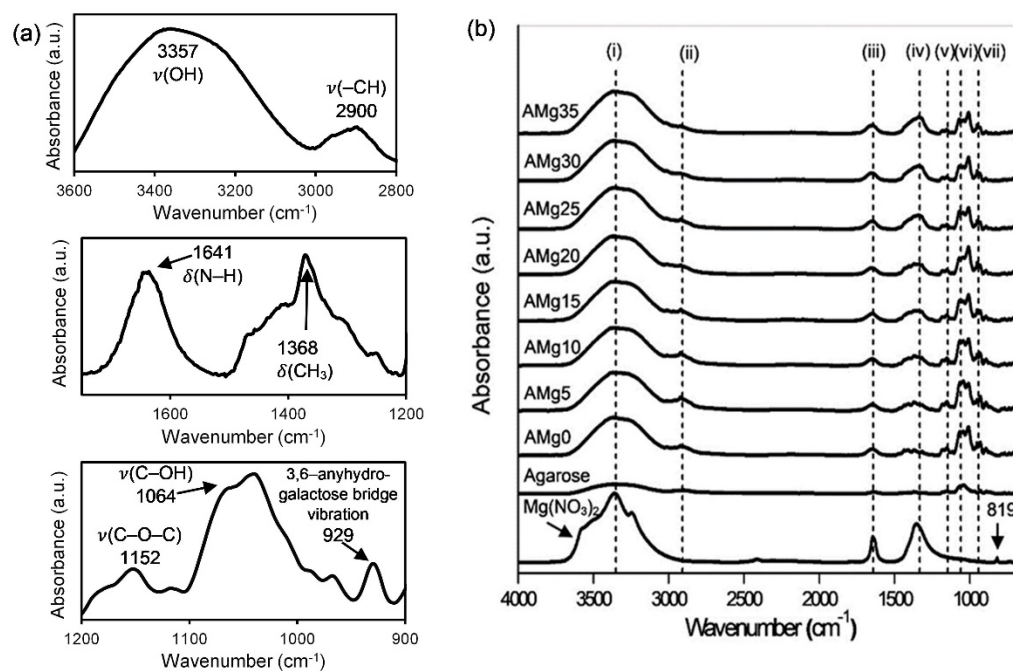 (a)
3357
ν(OH)
ν(–CH)
2900
Absorbance (a.u.)
3600 3400 3200 3000 2800
Wavenumber (cm⁻¹)
1641
δ(N–H)
1368
δ(CH₃)
Absorbance (a.u.)
1600 1400 1200
Wavenumber (cm⁻¹)
ν(C–OH)
1064
3,6–anyhydro-
galactose bridge
vibration
929
ν(C–O–C)
1152
Absorbance (a.u.)
1200 1100 1000 900
Wavenumber (cm⁻¹)
(b)
(i) (ii) (iii) (iv) (v) (vi) (vii)
AMg35
AMg30
AMg25
AMg20
AMg15
AMg10
AMg5
AMg0
Agarose
Mg(NO₃)₂
819
Absorbance (a.u.)
4000 3500 3000 2500 2000 1500 1000
Wavenumber (cm⁻¹)